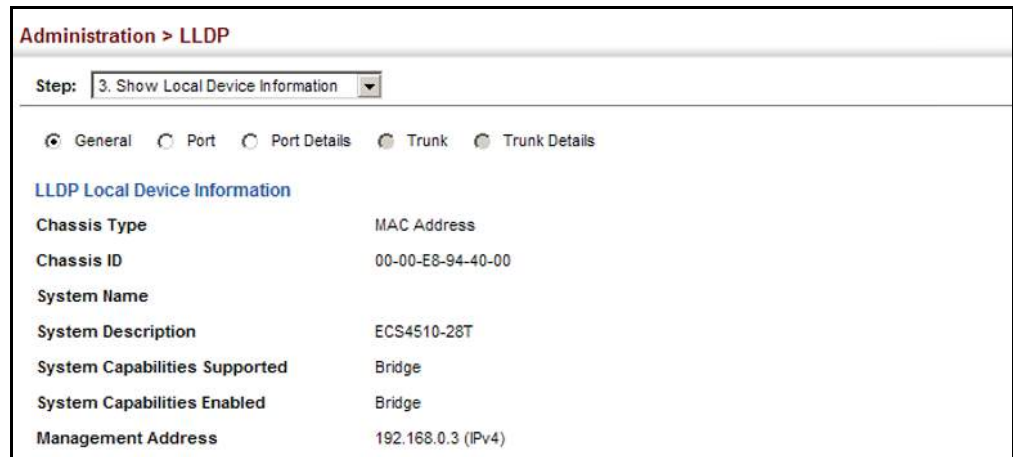 Administration > LLDP
Step: 3. Show Local Device Information
General Port Port Details Trunk Trunk Details
LLDP Local Device Information
Chassis Type MAC Address
Chassis ID 00-00-E8-94-40-00
System Name
System Description ECS4510-28T
System Capabilities Supported Bridge
System Capabilities Enabled Bridge
Management Address 192.168.0.3 (IPv4)